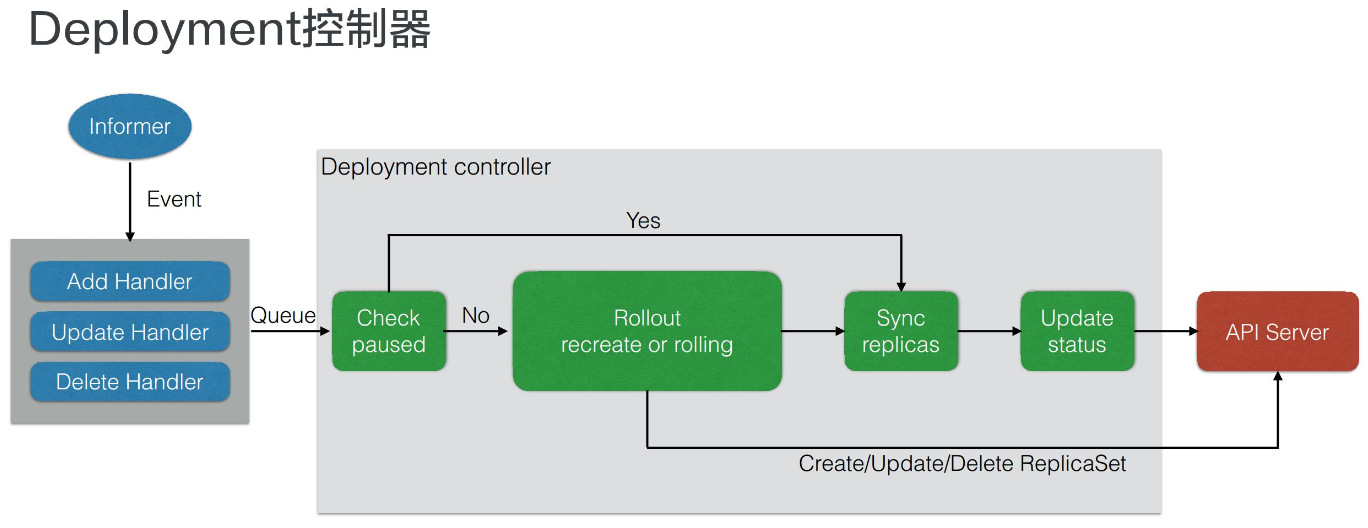 Deployment控制器
Informer
Event
Add Handler
Update Handler
Delete Handler
Queue
Deployment controller
Yes
Check
paused
No
Rollout
recreate or rolling
Sync
replicas
Update
status
API Server
Create/Update/Delete ReplicaSet